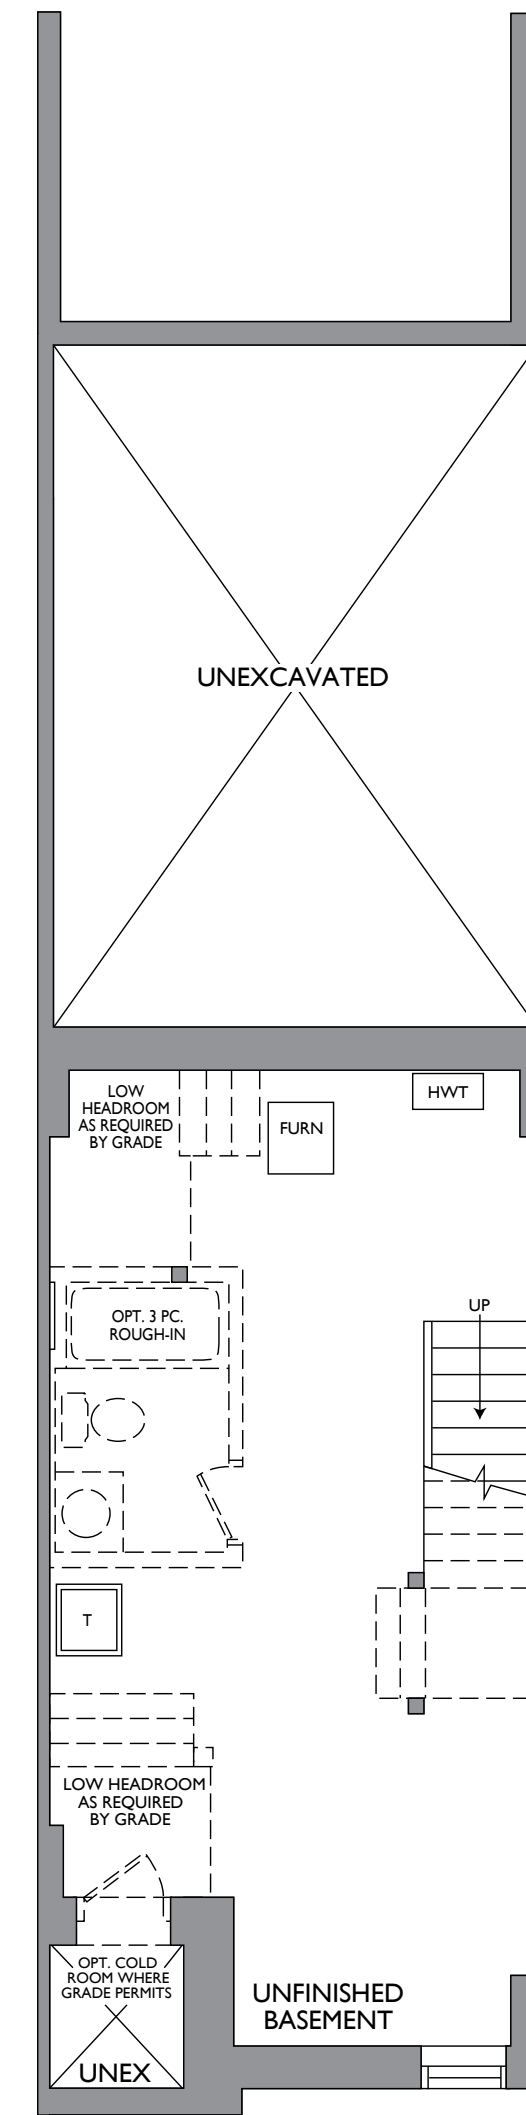 UNEXCAVATED
LOW
HEADROOM
AS REQUIRED
BY GRADE
FURN
HWT
OPT. 3 PC.
ROUGH-IN
UP
T
LOW HEADROOM
AS REQUIRED
BY GRADE
OPT. COLD
ROOM WHERE
GRADE PERMITS
UNEX
UNFINISHED
BASEMENT